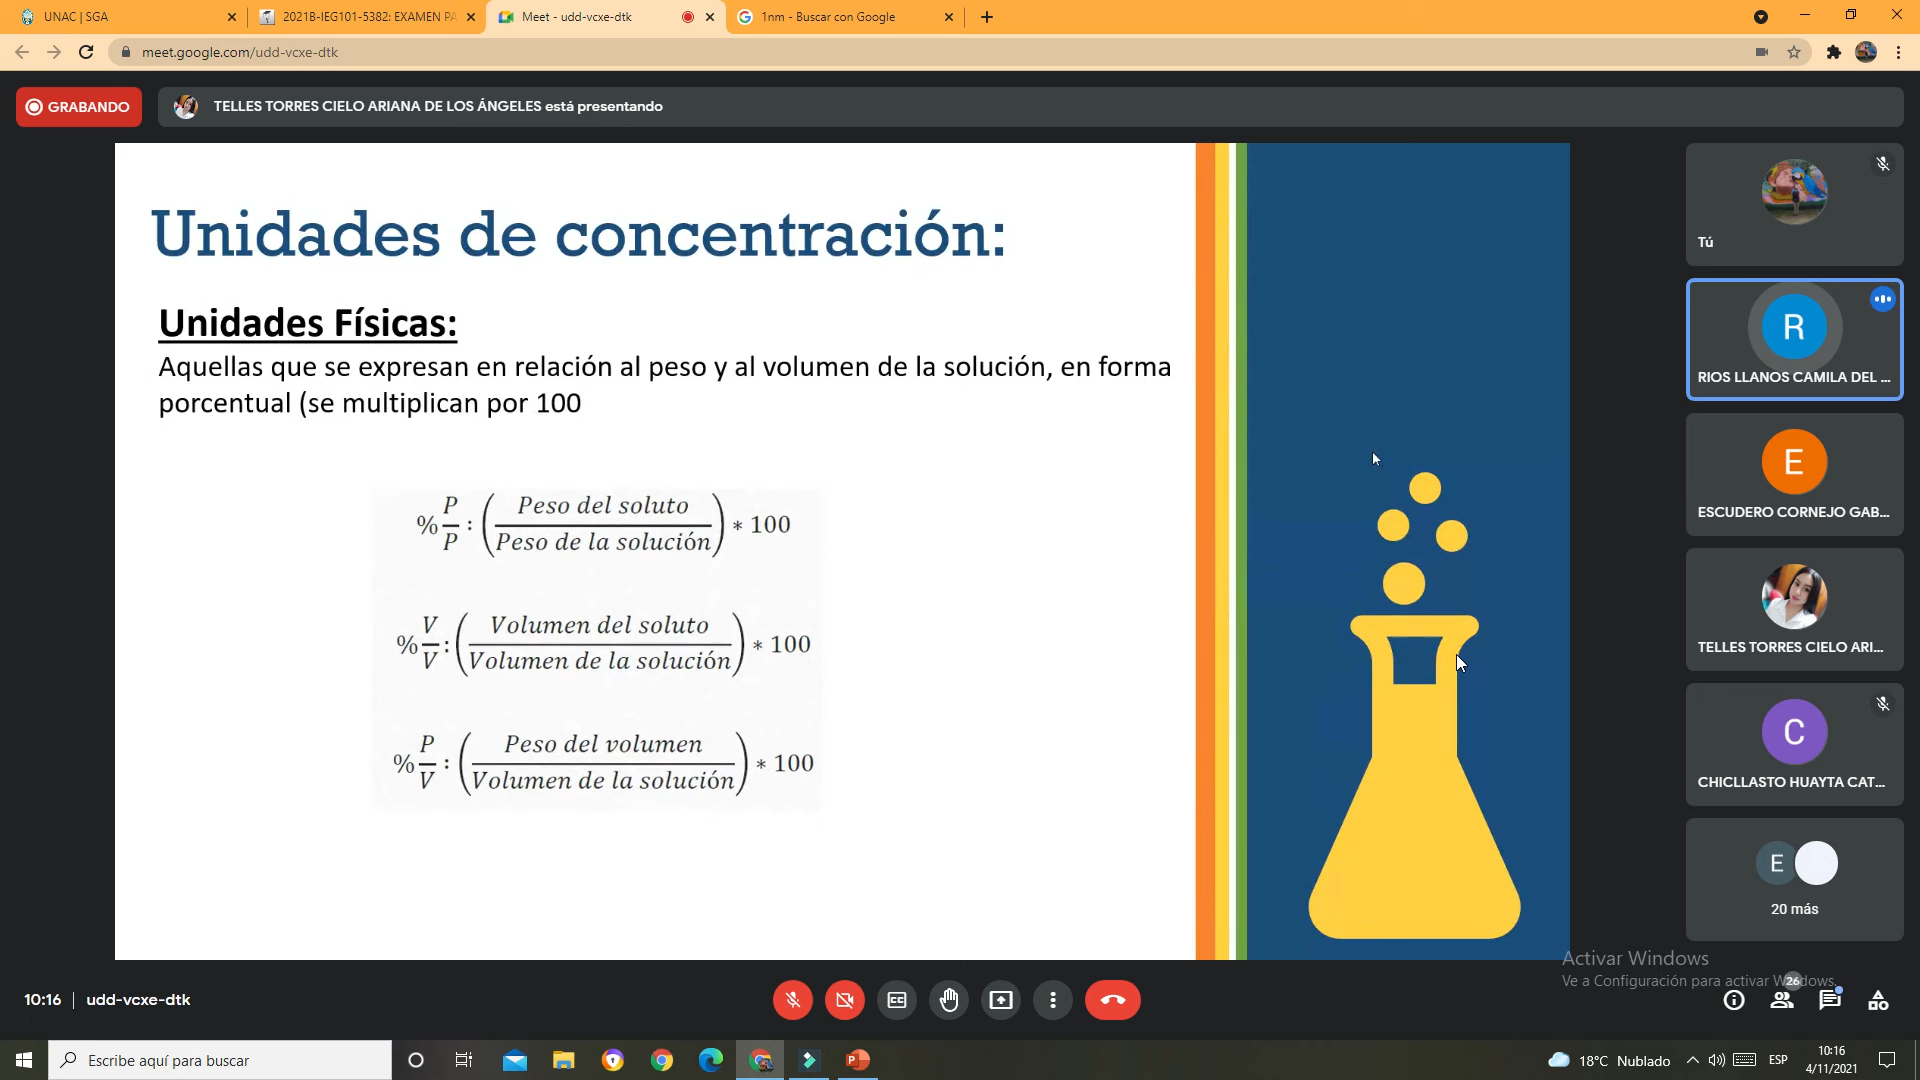 UNAC | SGA
2021B-IEG101-5382: EXAMEN PA
Meet - udd-vcxe-dtk
1nm - Buscar con Google
meet.google.com/udd-vcxe-dtk
GRABANDO
TELLES TORRES CIELO ARIANA DE LOS ÁNGELES está presentando
Unidades de concentración:
Unidades Físicas:
Aquellas que se expresan en relación al peso y al volumen de la solución, en forma
porcentual (se multiplican por 100
% P/P : (Peso del soluto / Peso de la solución) * 100
% V/V : (Volumen del soluto / Volumen de la solución) * 100
% P/V : (Peso del volumen / Volumen de la solución) * 100
Tú
R
RIOS LLANOS CAMILA DEL ...
E
ESCUDERO CORNEJO GAB...
TELLES TORRES CIELO ARI...
C
CHICLLASTO HUAYTA CAT...
E
20 más
Activar Windows
Ve a Configuración para activar Windows.
10:16 | udd-vcxe-dtk
26
Escribe aquí para buscar
18°C Nublado
ESP
10:16
4/11/2021